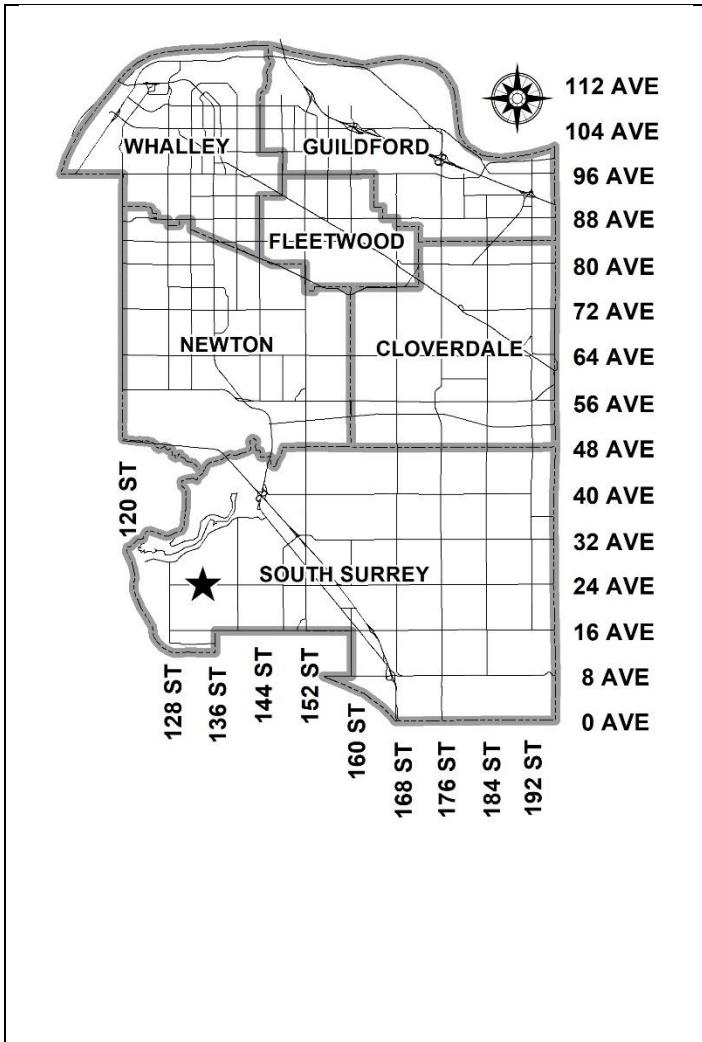 112 AVE
104 AVE
WHALLEY
GUILDFORD
96 AVE
88 AVE
FLEETWOOD
80 AVE
72 AVE
NEWTON
CLOVERDALE
64 AVE
56 AVE
48 AVE
120 ST
40 AVE
32 AVE
SOUTH SURREY
24 AVE
16 AVE
8 AVE
0 AVE
128 ST
136 ST
144 ST
152 ST
160 ST
168 ST
176 ST
184 ST
192 ST